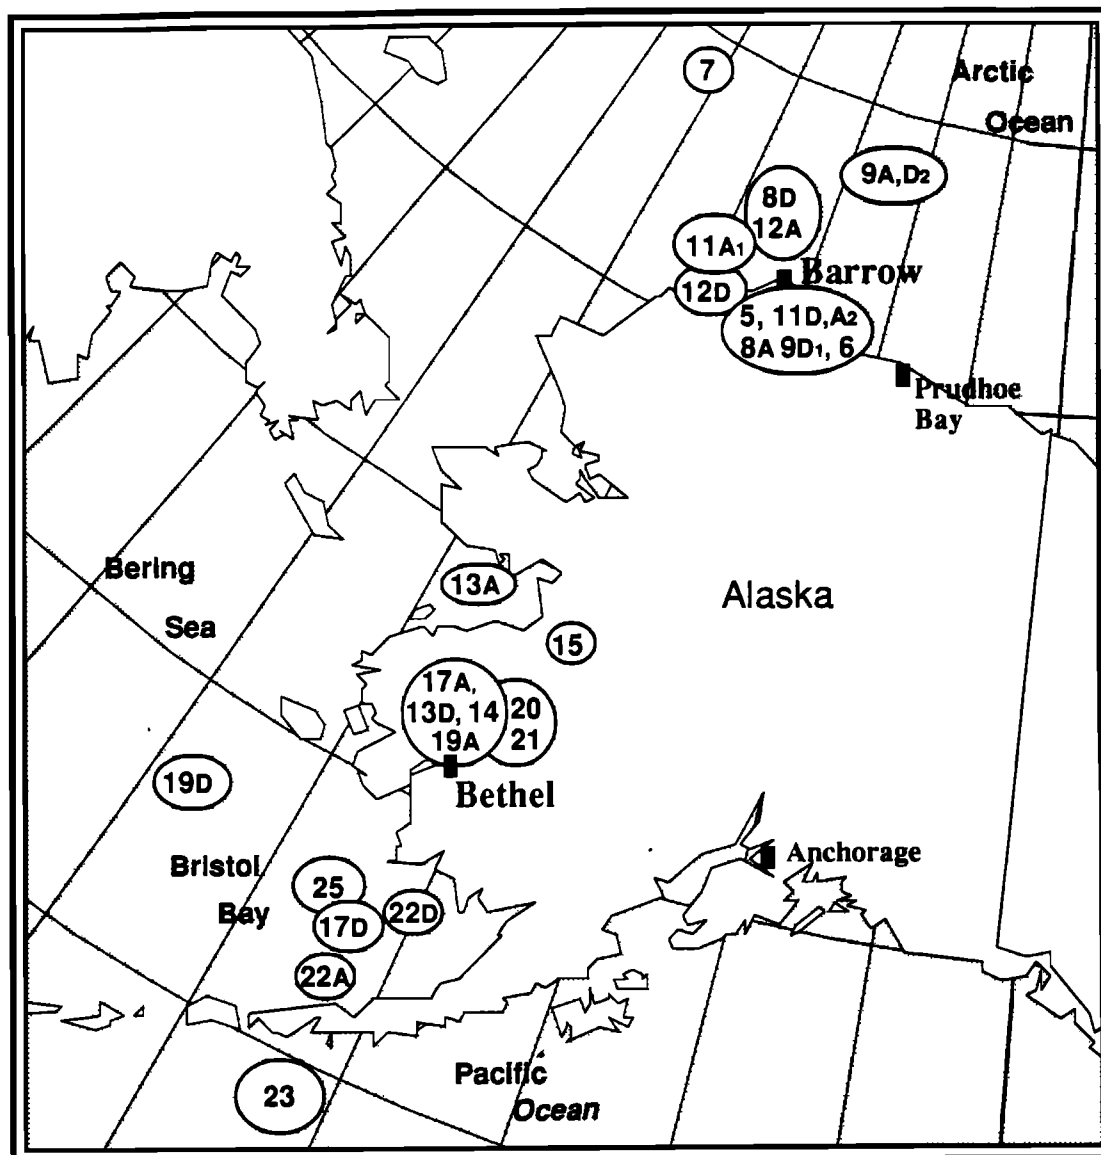 7
Arctic
Ocean
9A,D2
8D
12A
11A1
Barrow
12D
5, 11D,A2
8A 9D1, 6
Prudhoe
Bay
Bering
Sea
13A
Alaska
15
17A,
13D, 14
19A
20
21
19D
Bethel
Anchorage
Bristol
Bay
25
17D
22D
22A
Pacific
Ocean
23